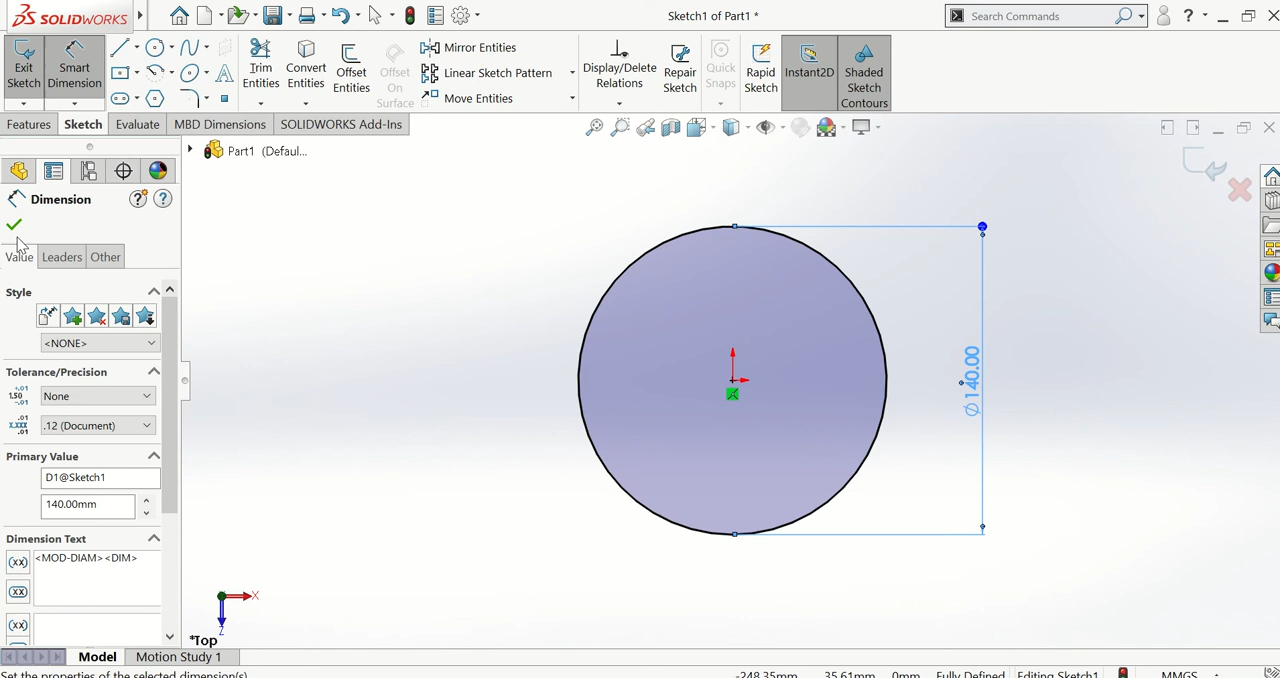 SOLIDWORKS
Sketch1 of Part1 *
Search Commands
?
Exit Sketch
Smart Dimension
Trim Entities
Convert Entities
Offset Entities
Offset On Surface
Mirror Entities
Linear Sketch Pattern
Move Entities
Display/Delete Relations
Repair Sketch
Quick Snaps
Rapid Sketch
Instant2D
Shaded Sketch Contours
Features
Sketch
Evaluate
MBD Dimensions
SOLIDWORKS Add-Ins
Part1 (Defaul...
Dimension
Value
Leaders
Other
Style
<NONE>
Tolerance/Precision
None
.12 (Document)
Primary Value
D1@Sketch1
140.00mm
Dimension Text
<MOD-DIAM><DIM>
(xx)
(xx)
(xx)
∅140.00
X
Z
*Top
Model
Motion Study 1
Set the properties of the selected dimension(s).
-248.35mm
35.61mm
0mm
Fully Defined
Editing Sketch1
MMGS